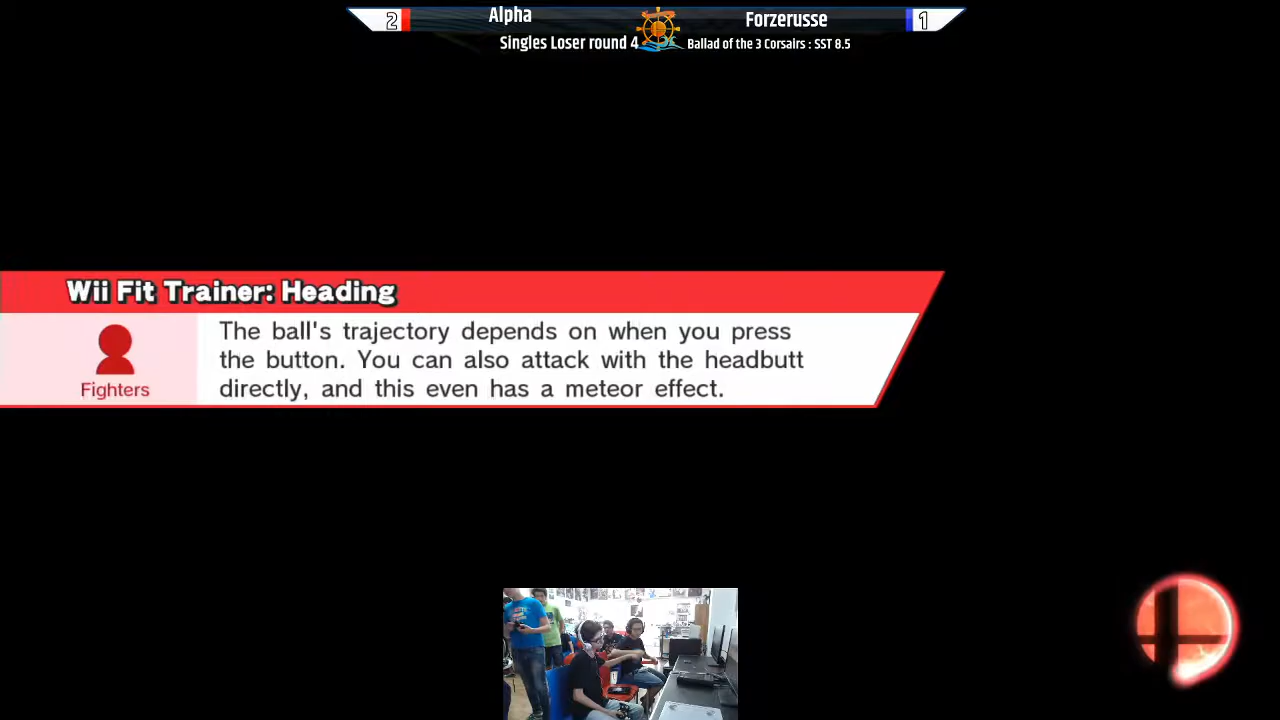 2
Alpha
Forzerusse
1
Singles Loser round 4
Ballad of the 3 Corsairs : SST 8.5
Wii Fit Trainer: Heading
The ball's trajectory depends on when you press
the button. You can also attack with the headbutt
directly, and this even has a meteor effect.
Fighters